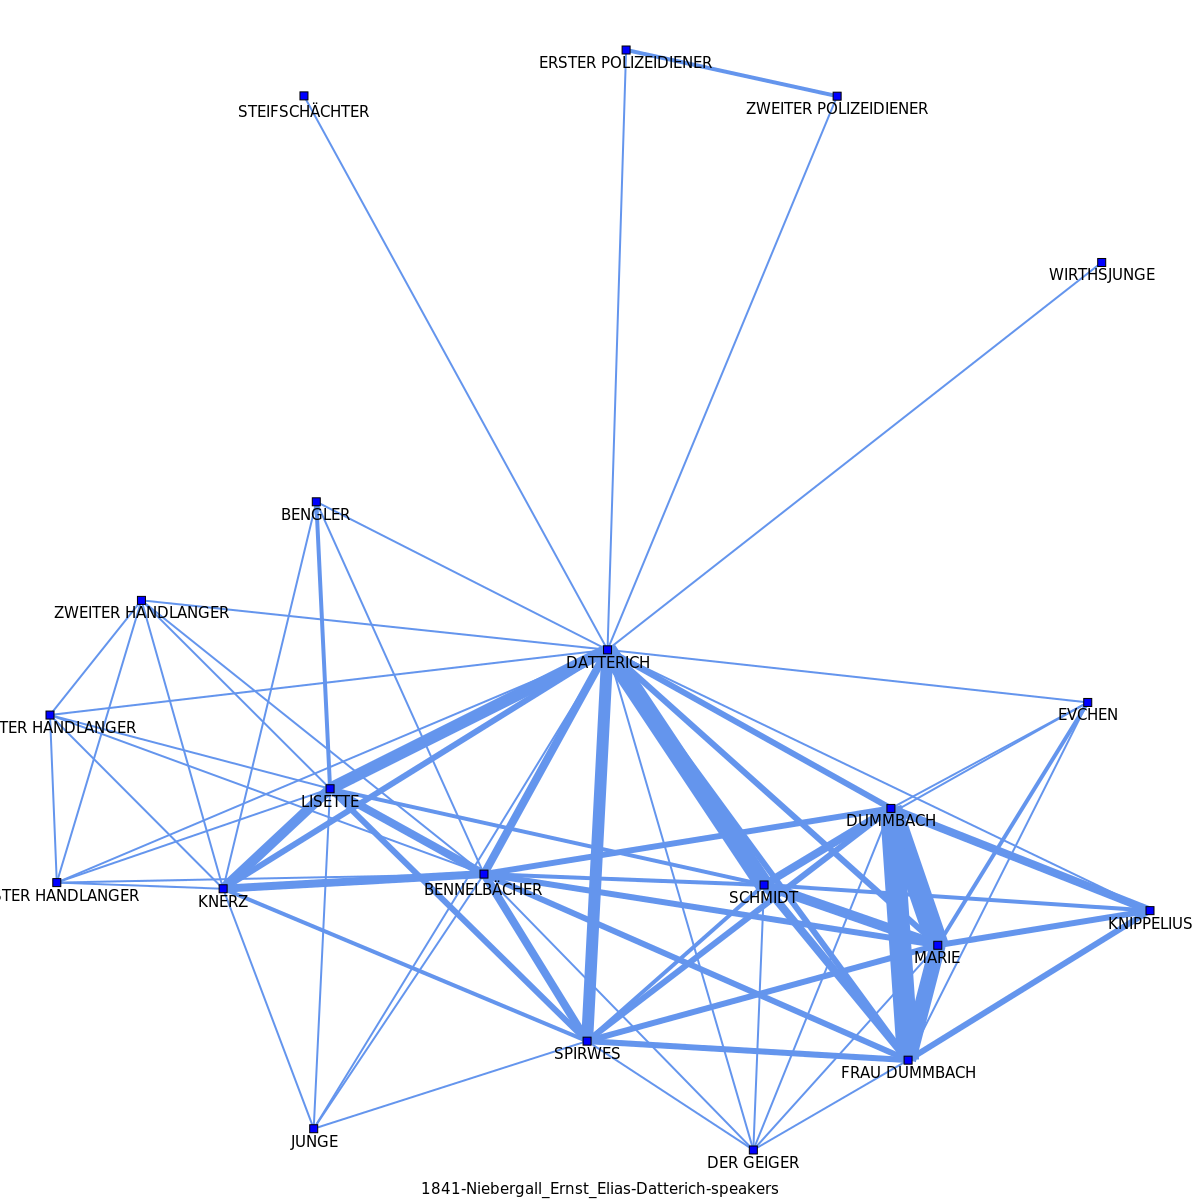 ERSTER POLIZEIDIENER
STEIFSCHÄCHTER
ZWEITER POLIZEIDIENER
WIRTHSJUNGE
BENGLER
ZWEITER HANDLANGER
DATTERICH
EVCHEN
TER HANDLANGER
LISETTE
DUMMBACH
BENNELBÄCHER
STER HANDLANGER
SCHMIDT
KNERZ
KNIPPELIUS
MARIE
SPIRWES
FRAU DUMMBACH
JUNGE
DER GEIGER
1841-Niebergall_Ernst_Elias-Datterich-speakers